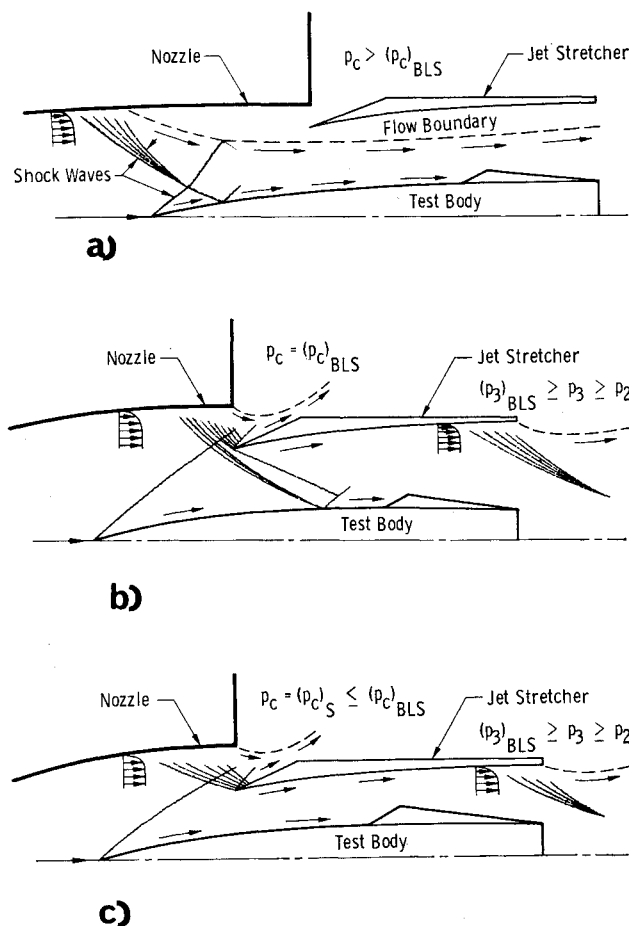 Nozzle
p_c > (p_c)_BLS
Jet Stretcher
Flow Boundary
Shock Waves
Test Body
a)
Nozzle
p_c = (p_c)_BLS
Jet Stretcher
(p_3)_BLS ≥ p_3 ≥ p_2
Test Body
b)
Nozzle
p_c = (p_c)_S ≤ (p_c)_BLS
Jet Stretcher
(p_3)_BLS ≥ p_3 ≥ p_2
Test Body
c)